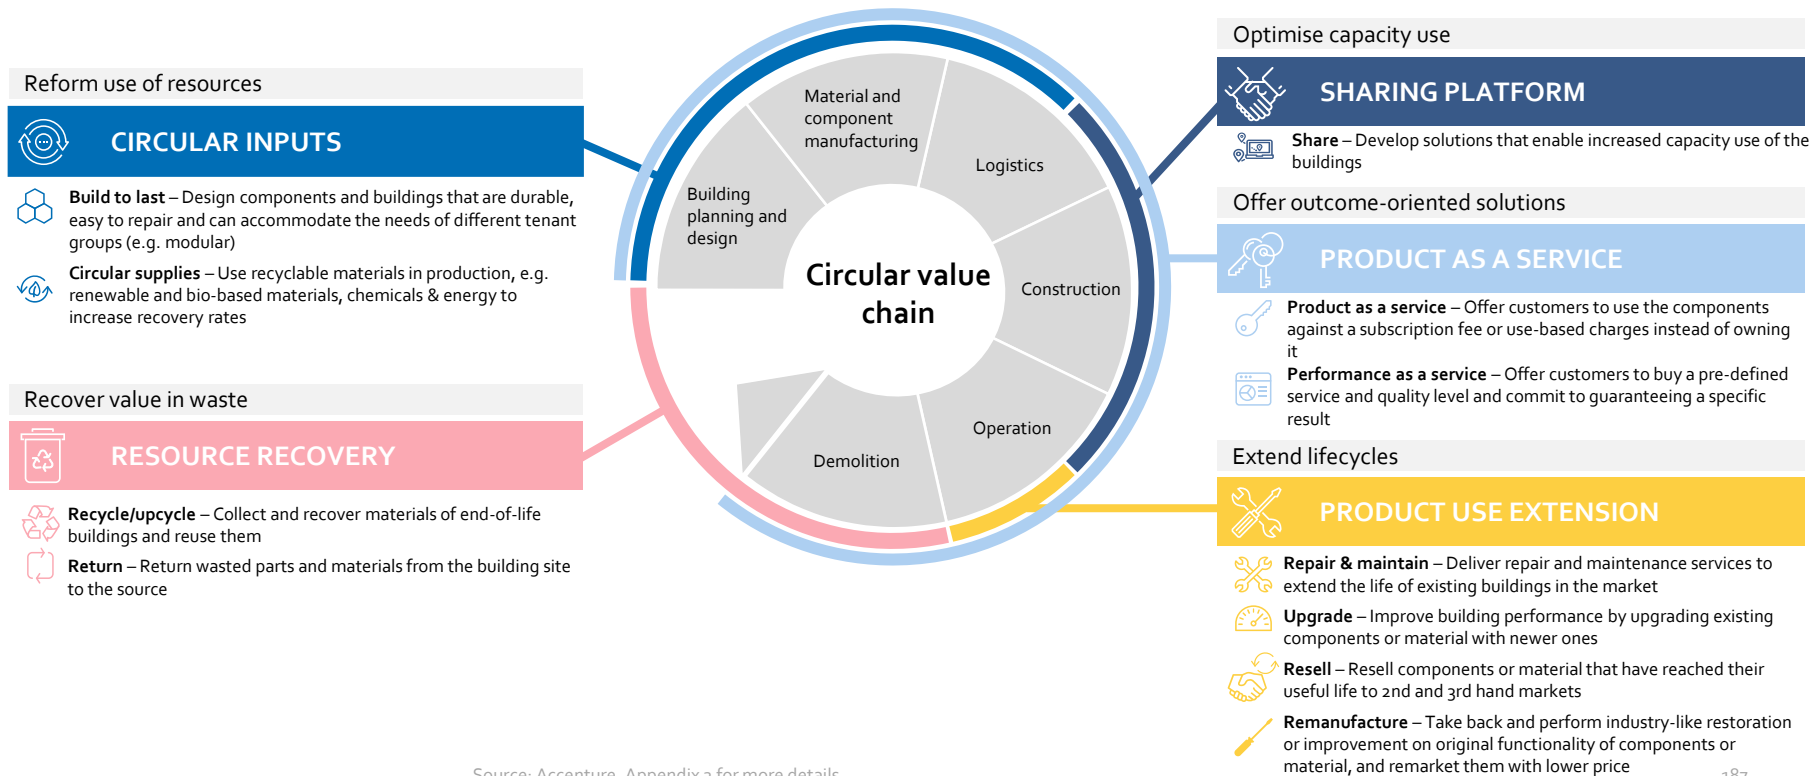 Reform use of resources
CIRCULAR INPUTS
Build to last – Design components and buildings that are durable,
easy to repair and can accommodate the needs of different tenant
groups (e.g. modular)
Circular supplies – Use recyclable materials in production, e.g.
renewable and bio-based materials, chemicals & energy to
increase recovery rates
Recover value in waste
RESOURCE RECOVERY
Recycle/upcycle – Collect and recover materials of end-of-life
buildings and reuse them
Return – Return wasted parts and materials from the building site
to the source
Building
planning and
design
Material and
component
manufacturing
Logistics
Construction
Operation
Demolition
Circular value
chain
Optimise capacity use
SHARING PLATFORM
Share – Develop solutions that enable increased capacity use of the
buildings
Offer outcome-oriented solutions
PRODUCT AS A SERVICE
Product as a service – Offer customers to use the components
against a subscription fee or use-based charges instead of owning
it
Performance as a service – Offer customers to buy a pre-defined
service and quality level and commit to guaranteeing a specific
result
Extend lifecycles
PRODUCT USE EXTENSION
Repair & maintain – Deliver repair and maintenance services to
extend the life of existing buildings in the market
Upgrade – Improve building performance by upgrading existing
components or material with newer ones
Resell – Resell components or material that have reached their
useful life to 2nd and 3rd hand markets
Remanufacture – Take back and perform industry-like restoration
or improvement on original functionality of components or
material, and remarket them with lower price
Source: Accenture, Appendix 2 for more details
187